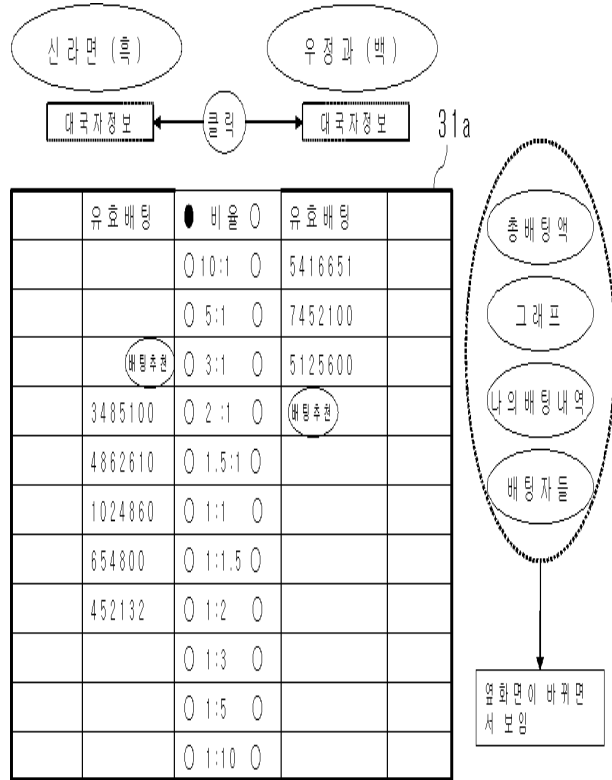 신라면 (흑)
우정과 (백)
대국자정보
클릭
대국자정보
31a
유효배팅 ● 비율 ○ 유효배팅
○ 10:1 ○ 5416651
○ 5:1 ○ 7452100
배팅추천 ○ 3:1 ○ 5125600
3485100 ○ 2:1 ○ 배팅추천
4862610 ○ 1.5:1 ○
1024860 ○ 1:1 ○
654800 ○ 1:1.5 ○
452132 ○ 1:2 ○
○ 1:3 ○
○ 1:5 ○
○ 1:10 ○
총배팅액
그래프
나의배팅내역
배팅자들
옆화면이 바뀌면
서 보임